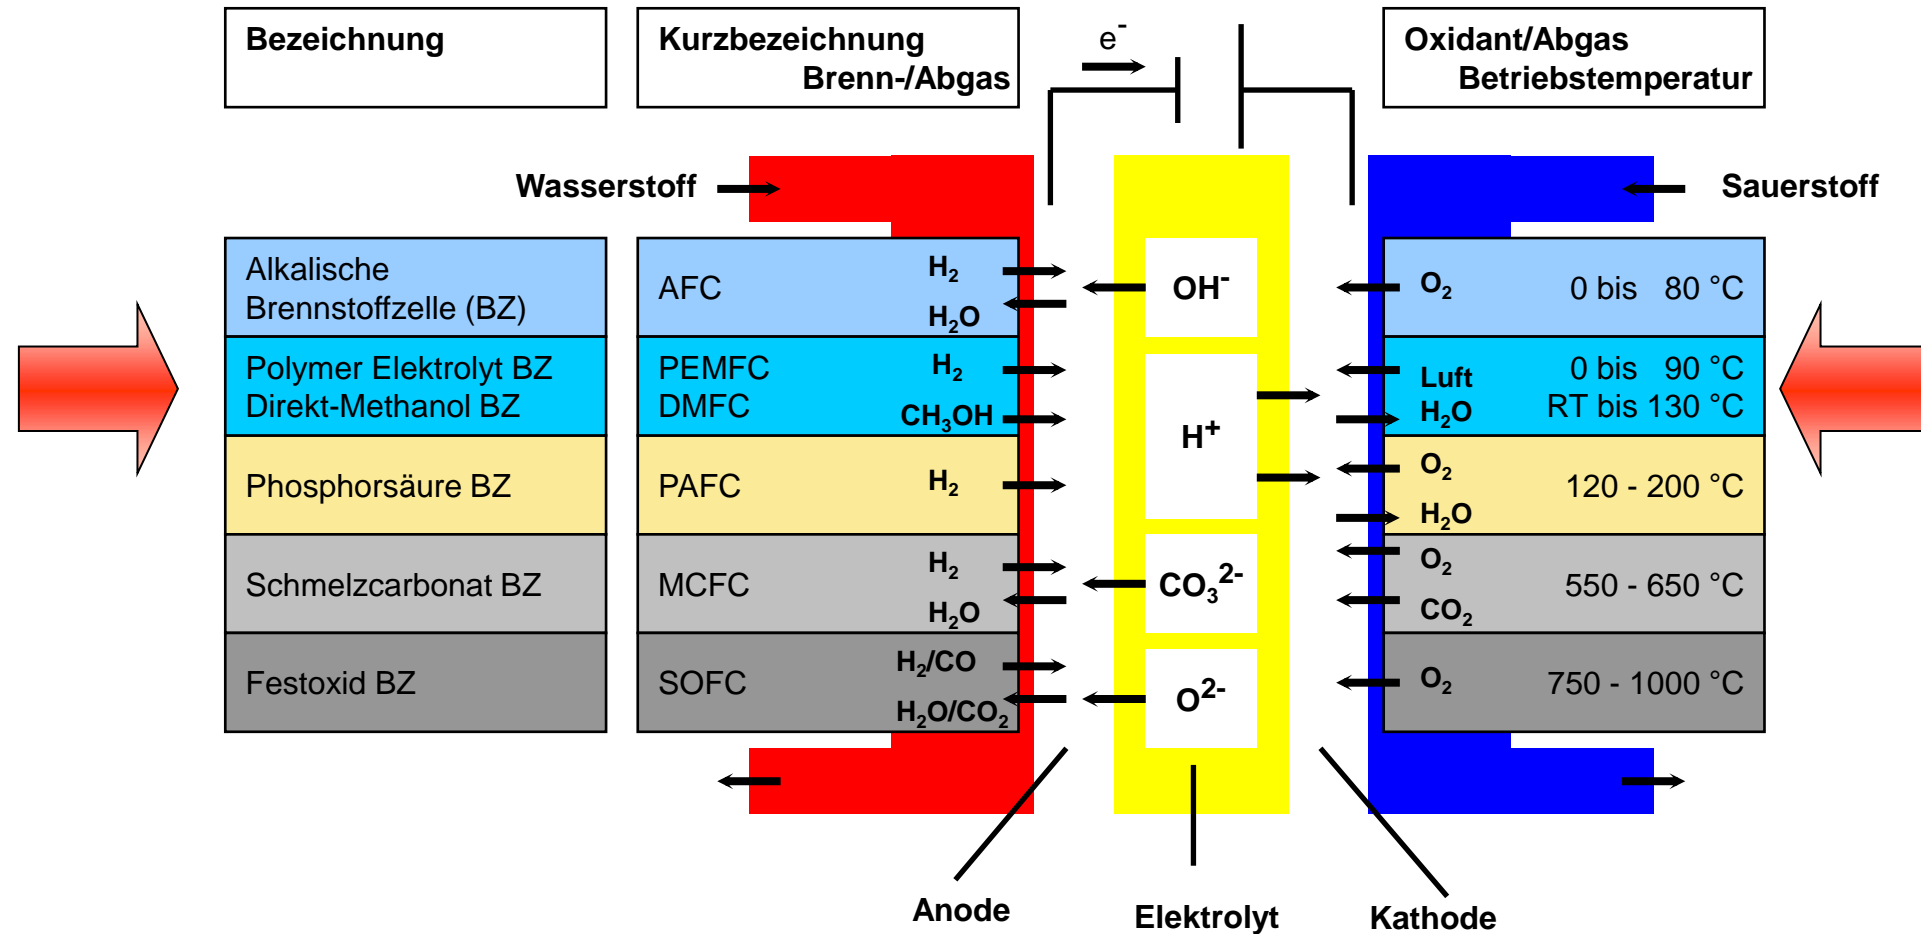 Bezeichnung
Kurzbezeichnung
Brenn-/Abgas
e⁻
Oxidant/Abgas
Betriebstemperatur
Wasserstoff
Sauerstoff
Alkalische
Brennstoffzelle (BZ)
AFC
H₂
H₂O
OH⁻
O₂
0 bis 80 °C
Polymer Elektrolyt BZ
Direkt-Methanol BZ
PEMFC
DMFC
H₂
CH₃OH
H⁺
Luft
H₂O
0 bis 90 °C
RT bis 130 °C
Phosphorsäure BZ
PAFC
H₂
O₂
H₂O
120 - 200 °C
Schmelzcarbonat BZ
MCFC
H₂
H₂O
CO₃²⁻
O₂
CO₂
550 - 650 °C
Festoxid BZ
SOFC
H₂/CO
H₂O/CO₂
O²⁻
O₂
750 - 1000 °C
Anode
Elektrolyt
Kathode